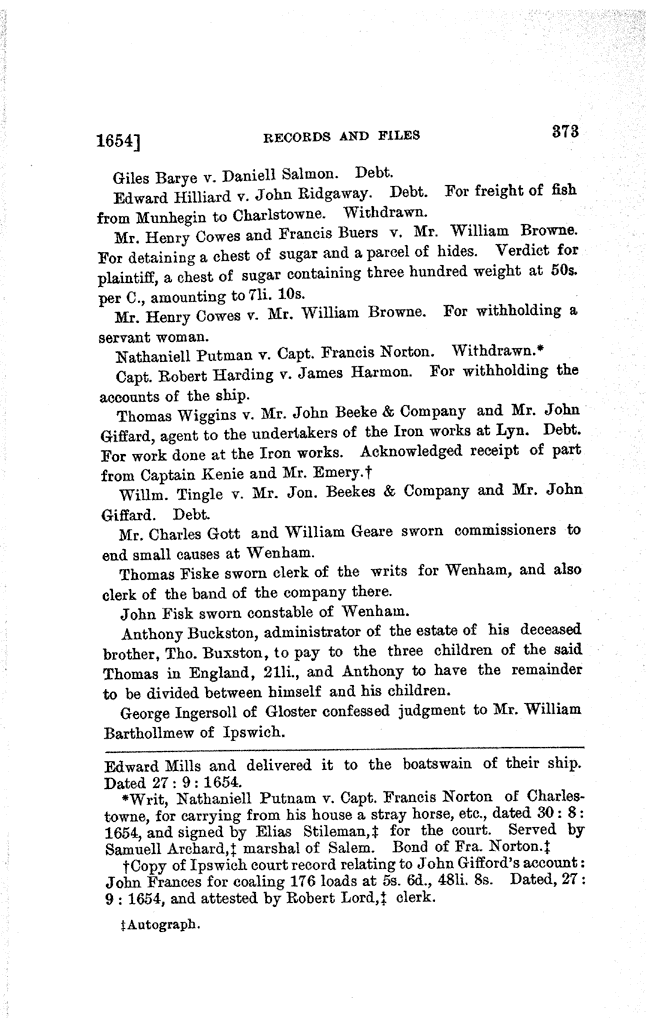 1654] RECORDS AND FILES 373
Giles Barye v. Daniell Salmon. Debt.
Edward Hilliard v. John Ridgaway. Debt. For freight of fish
from Munhegin to Charlstowne. Withdrawn.
Mr. Henry Cowes and Francis Buers v. Mr. William Browne.
For detaining a chest of sugar and a parcel of hides. Verdict for
plaintiff, a chest of sugar containing three hundred weight at 50s.
per C., amounting to 7li. 10s.
Mr. Henry Cowes v. Mr. William Browne. For withholding a
servant woman.
Nathaniell Putman v. Capt. Francis Norton. Withdrawn.*
Capt. Robert Harding v. James Harmon. For withholding the
accounts of the ship.
Thomas Wiggins v. Mr. John Beeke & Company and Mr. John
Giffard, agent to the undertakers of the Iron works at Lyn. Debt.
For work done at the Iron works. Acknowledged receipt of part
from Captain Kenie and Mr. Emery.†
Willm. Tingle v. Mr. Jon. Beekes & Company and Mr. John
Giffard. Debt.
Mr. Charles Gott and William Geare sworn commissioners to
end small causes at Wenham.
Thomas Fiske sworn clerk of the writs for Wenham, and also
clerk of the band of the company there.
John Fisk sworn constable of Wenham.
Anthony Buckston, administrator of the estate of his deceased
brother, Tho. Buxston, to pay to the three children of the said
Thomas in England, 21li., and Anthony to have the remainder
to be divided between himself and his children.
George Ingersoll of Gloster confessed judgment to Mr. William
Barthollmew of Ipswich.
Edward Mills and delivered it to the boatswain of their ship.
Dated 27 : 9 : 1654.
*Writ, Nathaniell Putnam v. Capt. Francis Norton of Charles-
towne, for carrying from his house a stray horse, etc., dated 30 : 8 :
1654, and signed by Elias Stileman,‡ for the court. Served by
Samuell Archard,‡ marshal of Salem. Bond of Fra. Norton.‡
†Copy of Ipswich court record relating to John Gifford's account :
John Frances for coaling 176 loads at 5s. 6d., 48li. 8s. Dated, 27 :
9 : 1654, and attested by Robert Lord,‡ clerk.
‡Autograph.